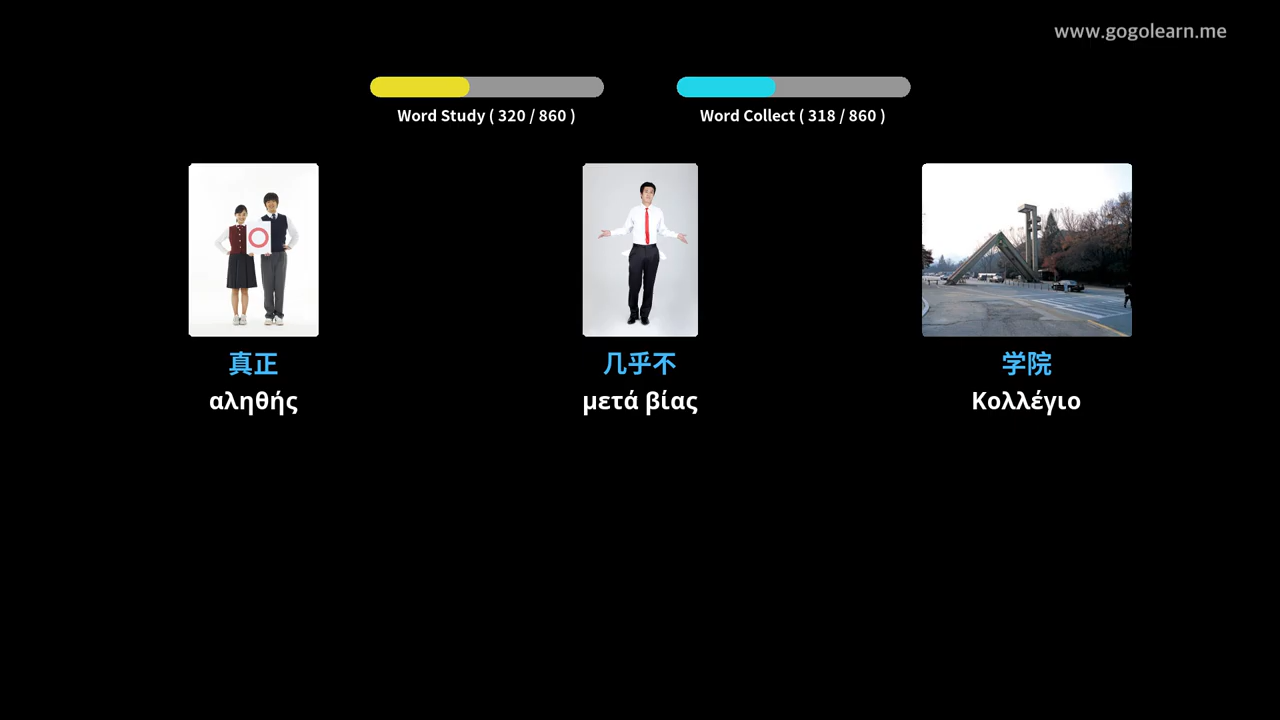 www.gogolearn.me
Word Study ( 320 / 860 )
Word Collect ( 318 / 860 )
真正
几乎不
学院
αληθής
μετά βίας
Κολλέγιο